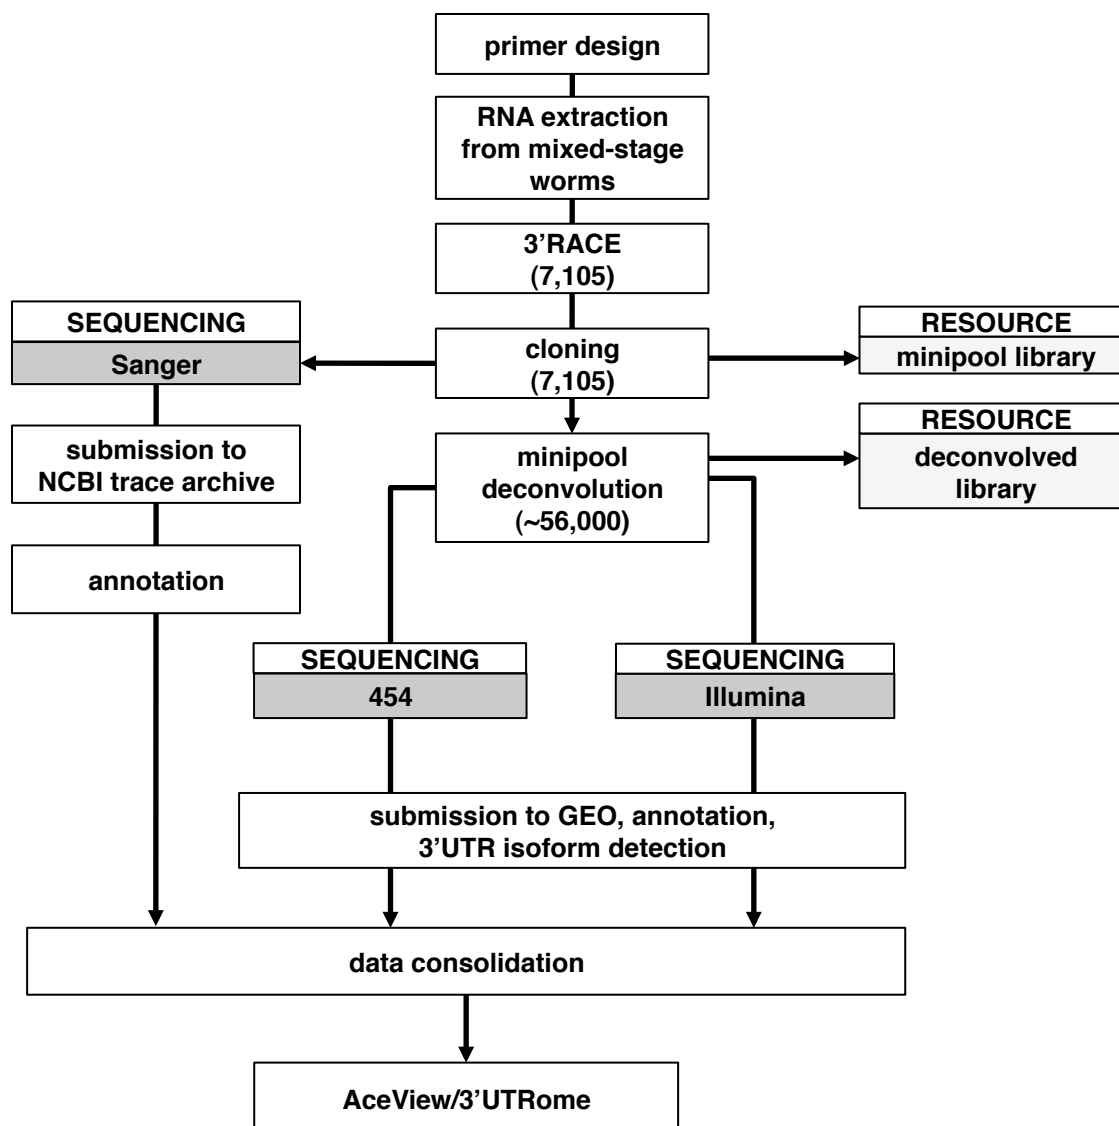 primer design
RNA extraction
from mixed-stage
worms
3’RACE
(7,105)
SEQUENCING
Sanger
cloning
(7,105)
RESOURCE
minipool library
submission to
NCBI trace archive
minipool
deconvolution
(~56,000)
RESOURCE
deconvolved
library
annotation
SEQUENCING
454
SEQUENCING
Illumina
submission to GEO, annotation,
3’UTR isoform detection
data consolidation
AceView/3’UTRome